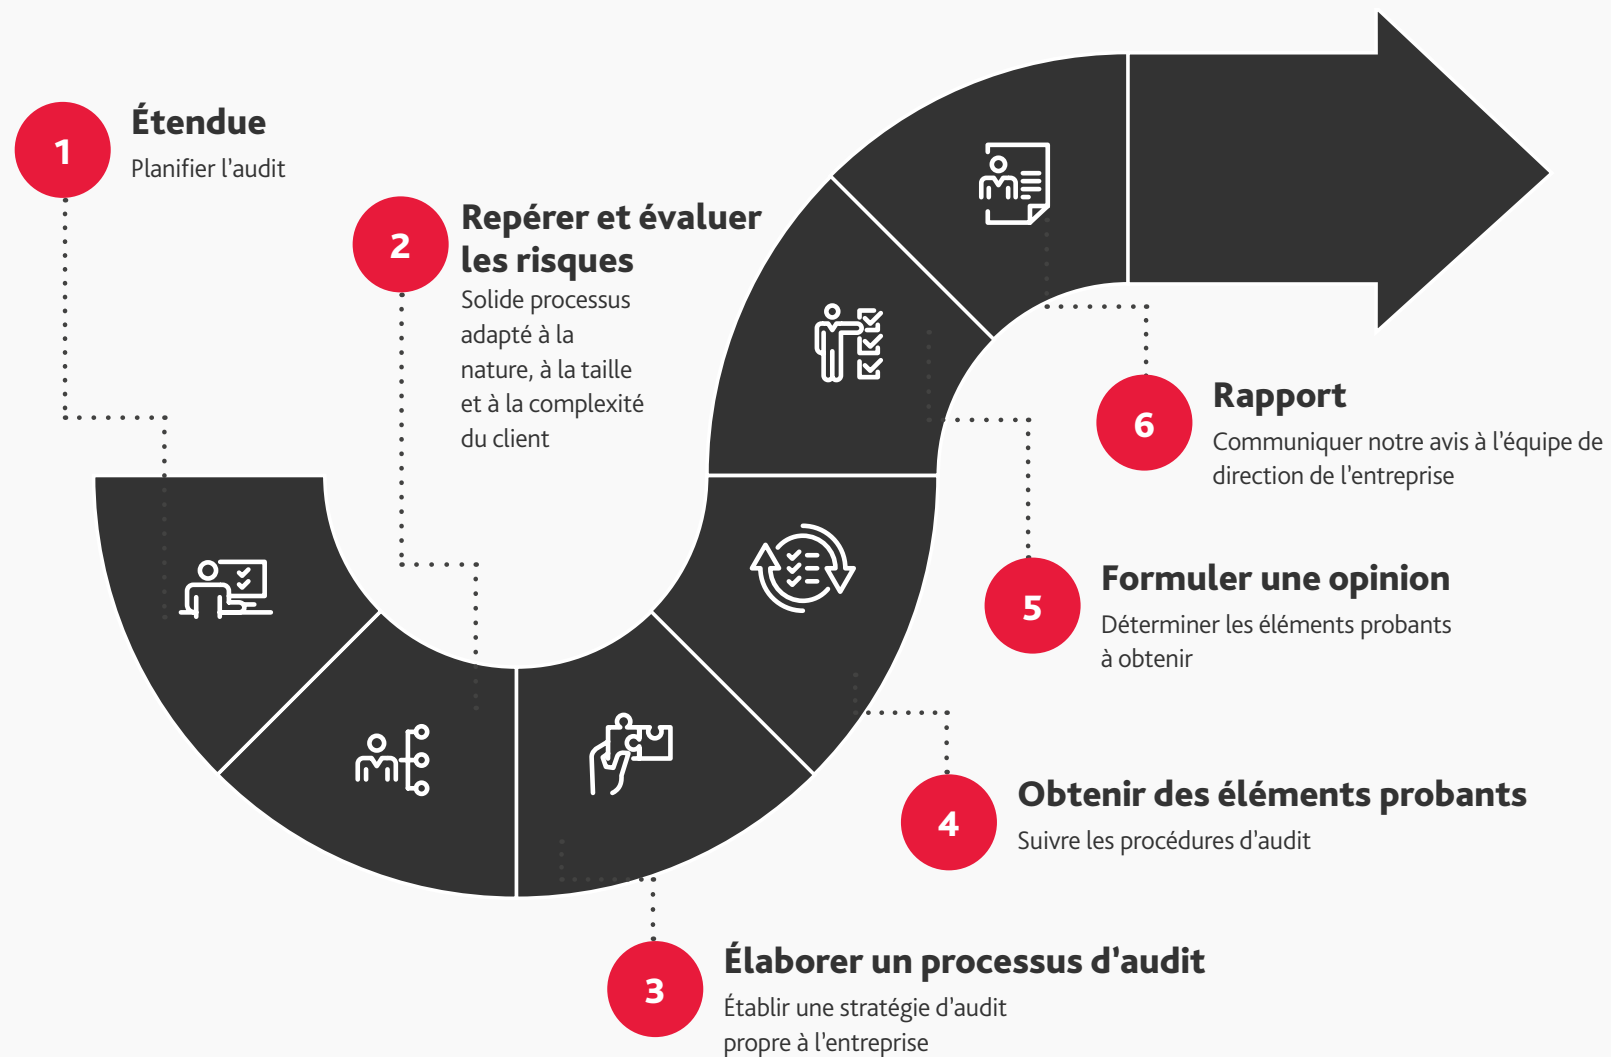 1
Étendue
Planifier l'audit
2
Repérer et évaluer
les risques
Solide processus
adapté à la
nature, à la taille
et à la complexité
du client
3
Élaborer un processus d'audit
Établir une stratégie d'audit
propre à l'entreprise
4
Obtenir des éléments probants
Suivre les procédures d'audit
5
Formuler une opinion
Déterminer les éléments probants
à obtenir
6
Rapport
Communiquer notre avis à l'équipe de
direction de l'entreprise